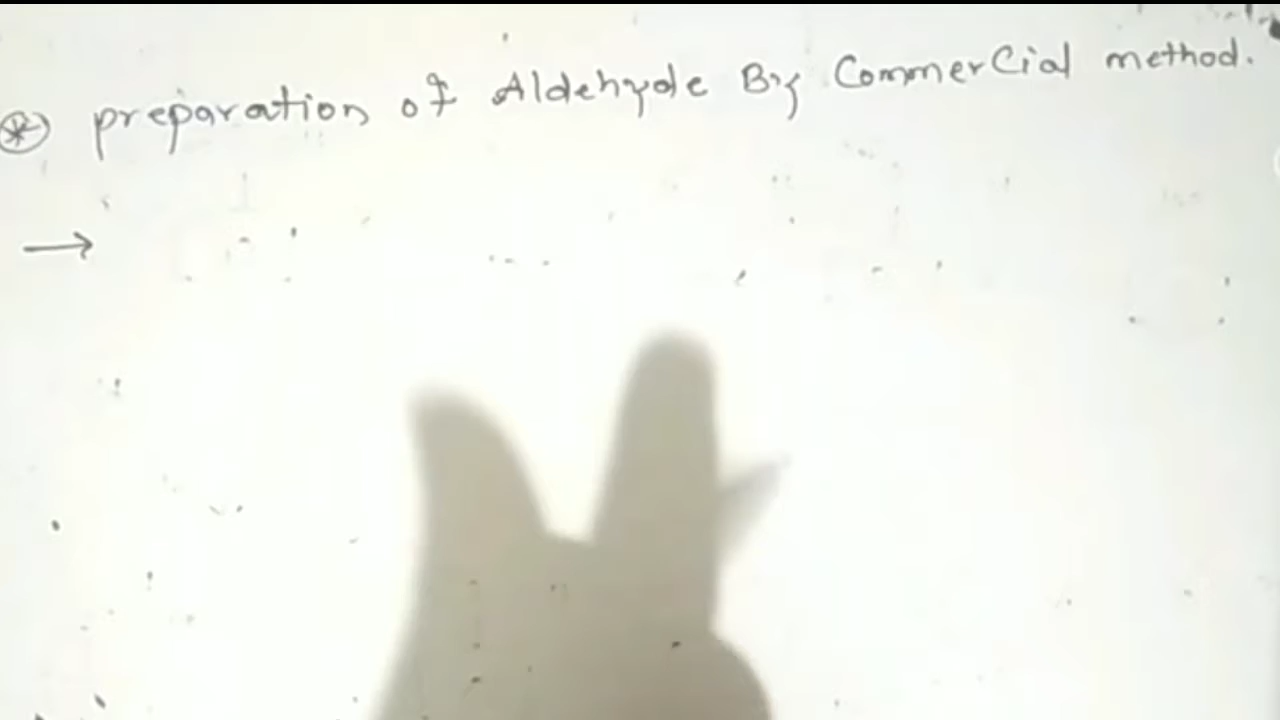 ⊛ preparation of Aldehyde By Commercial method.
→